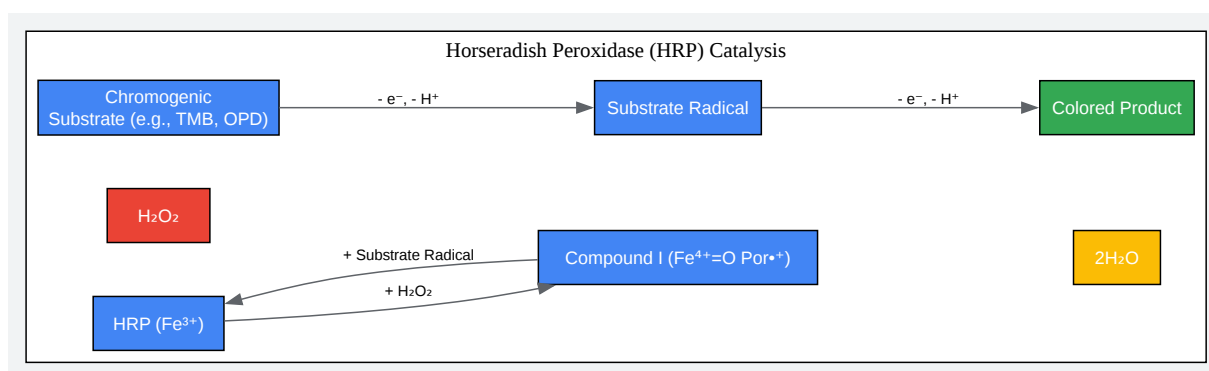 Horseradish Peroxidase (HRP) Catalysis
Chromogenic
Substrate (e.g., TMB, OPD)
- e⁻, - H⁺
Substrate Radical
- e⁻, - H⁺
Colored Product
H₂O₂
+ Substrate Radical
Compound I (Fe⁴⁺=O Por•⁺)
2H₂O
+ H₂O₂
HRP (Fe³⁺)